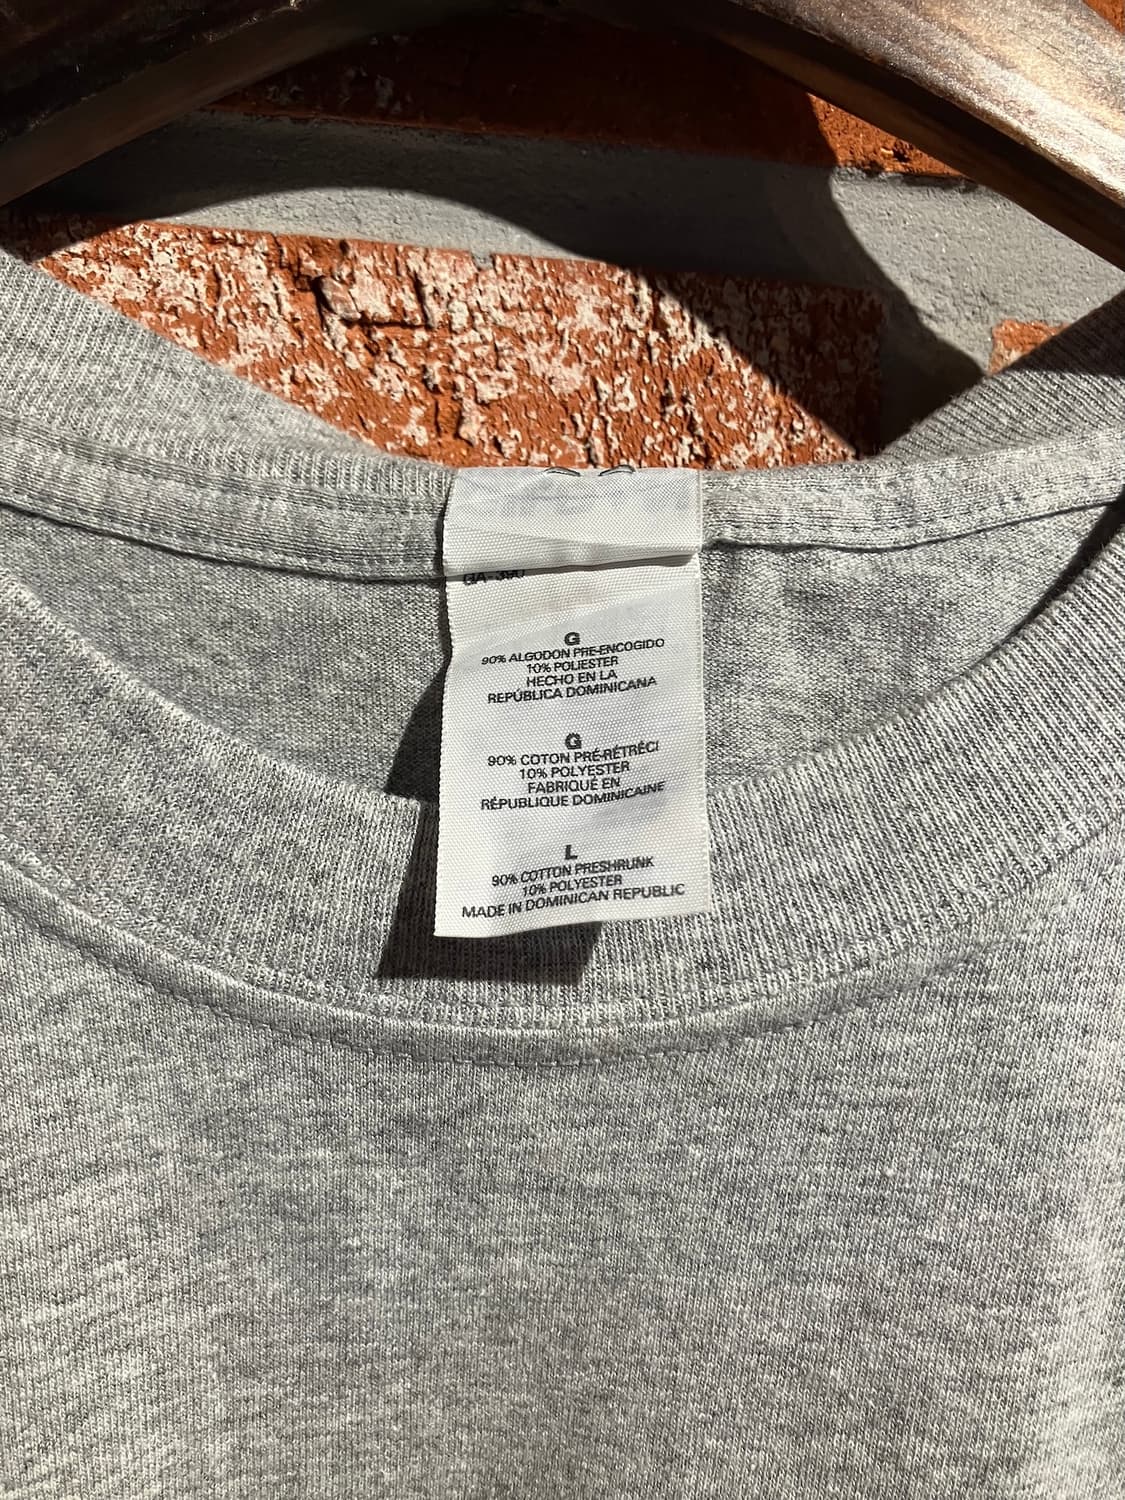 G
90% ALGODON PRE-ENCOGIDO
10% POLIESTER
HECHO EN LA
REPÚBLICA DOMINICANA
G
90% COTON PRÉ-RÉTRÉCI
10% POLYESTER
FABRIQUÉ EN
RÉPUBLIQUE DOMINICAINE
L
90% COTTON PRESHRUNK
10% POLYESTER
MADE IN DOMINICAN REPUBLIC